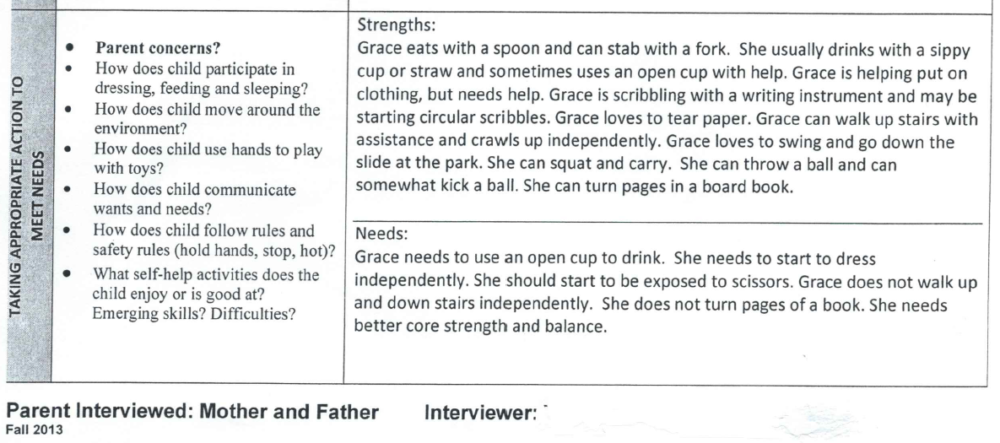 TAKING APPROPRIATE ACTION TO
MEET NEEDS
• Parent concerns?
• How does child participate in
dressing, feeding and sleeping?
• How does child move around the
environment?
• How does child use hands to play
with toys?
• How does child communicate
wants and needs?
• How does child follow rules and
safety rules (hold hands, stop, hot)?
• What self-help activities does the
child enjoy or is good at?
Emerging skills? Difficulties?
Strengths:
Grace eats with a spoon and can stab with a fork. She usually drinks with a sippy
cup or straw and sometimes uses an open cup with help. Grace is helping put on
clothing, but needs help. Grace is scribbling with a writing instrument and may be
starting circular scribbles. Grace loves to tear paper. Grace can walk up stairs with
assistance and crawls up independently. Grace loves to swing and go down the
slide at the park. She can squat and carry. She can throw a ball and can
somewhat kick a ball. She can turn pages in a board book.
Needs:
Grace needs to use an open cup to drink. She needs to start to dress
independently. She should start to be exposed to scissors. Grace does not walk up
and down stairs independently. She does not turn pages of a book. She needs
better core strength and balance.
Parent Interviewed: Mother and Father Interviewer:
Fall 2013